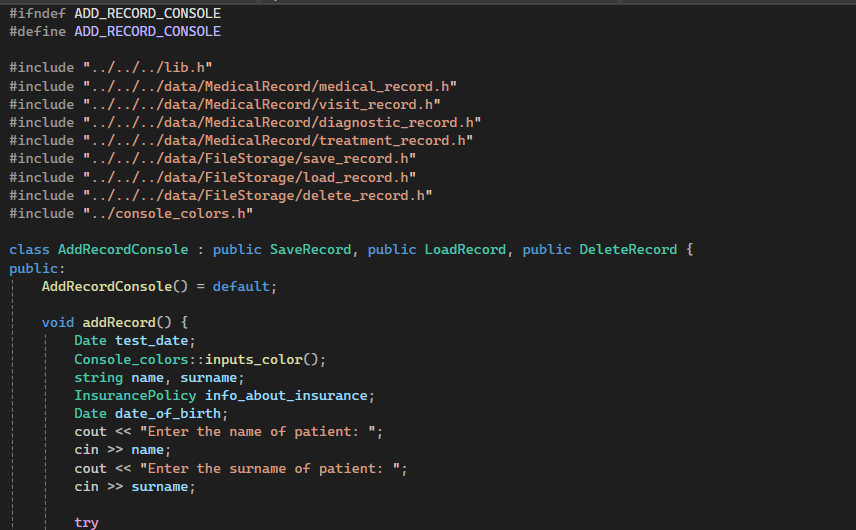 #ifndef ADD_RECORD_CONSOLE
#define ADD_RECORD_CONSOLE

#include "../../../lib.h"
#include "../../../data/MedicalRecord/medical_record.h"
#include "../../../data/MedicalRecord/visit_record.h"
#include "../../../data/MedicalRecord/diagnostic_record.h"
#include "../../../data/MedicalRecord/treatment_record.h"
#include "../../../data/FileStorage/save_record.h"
#include "../../../data/FileStorage/load_record.h"
#include "../../../data/FileStorage/delete_record.h"
#include "../console_colors.h"

class AddRecordConsole : public SaveRecord, public LoadRecord, public DeleteRecord {
public:
    AddRecordConsole() = default;

    void addRecord() {
        Date test_date;
        Console_colors::inputs_color();
        string name, surname;
        InsurancePolicy info_about_insurance;
        Date date_of_birth;
        cout << "Enter the name of patient: ";
        cin >> name;
        cout << "Enter the surname of patient: ";
        cin >> surname;

        try